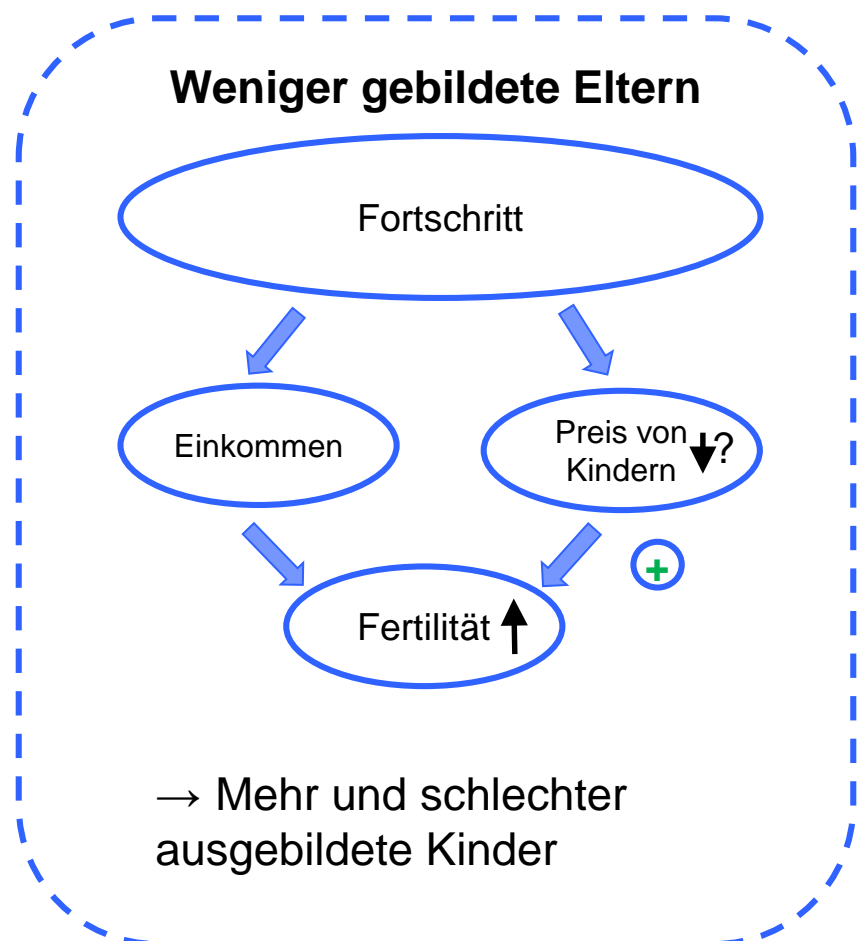 Weniger gebildete Eltern
Fortschritt
Einkommen
Preis von
Kindern ?
Fertilität
+
→ Mehr und schlechter
ausgebildete Kinder